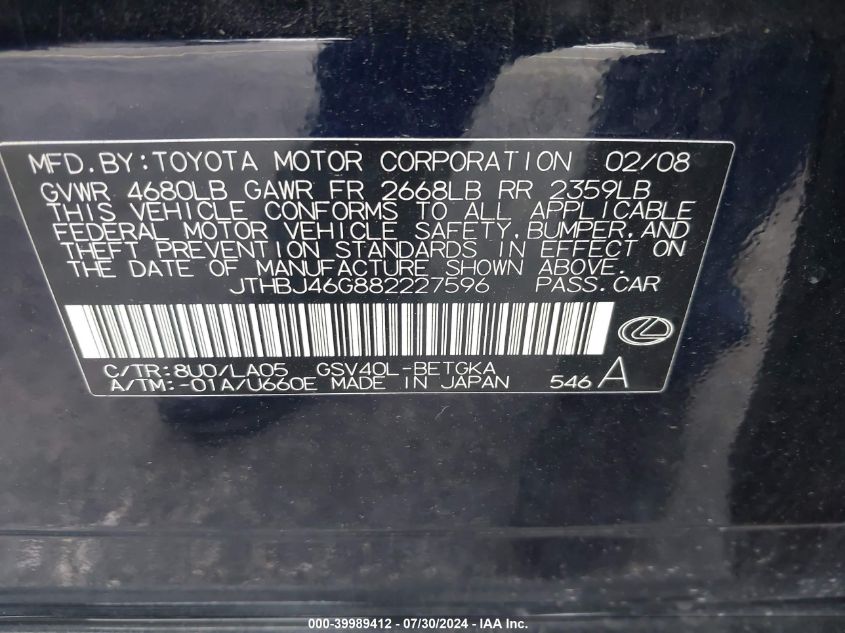 MFD.BY:TOYOTA MOTOR CORPORATION 02/08
GVWR 4680LB GAWR FR 2668LB RR 2359LB
THIS VEHICLE CONFORMS TO ALL APPLICABLE
FEDERAL MOTOR VEHICLE SAFETY,BUMPER,AND
THEFT PREVENTION STANDARDS IN EFFECT ON
THE DATE OF MANUFACTURE SHOWN ABOVE.
JTHBJ46G882227596 PASS.CAR
C/TR:8U0/LA05 GSV40L-BETGKA
A/TM:-01A/U660E MADE IN JAPAN 546 A
000-39989412 - 07/30/2024 - IAA Inc.